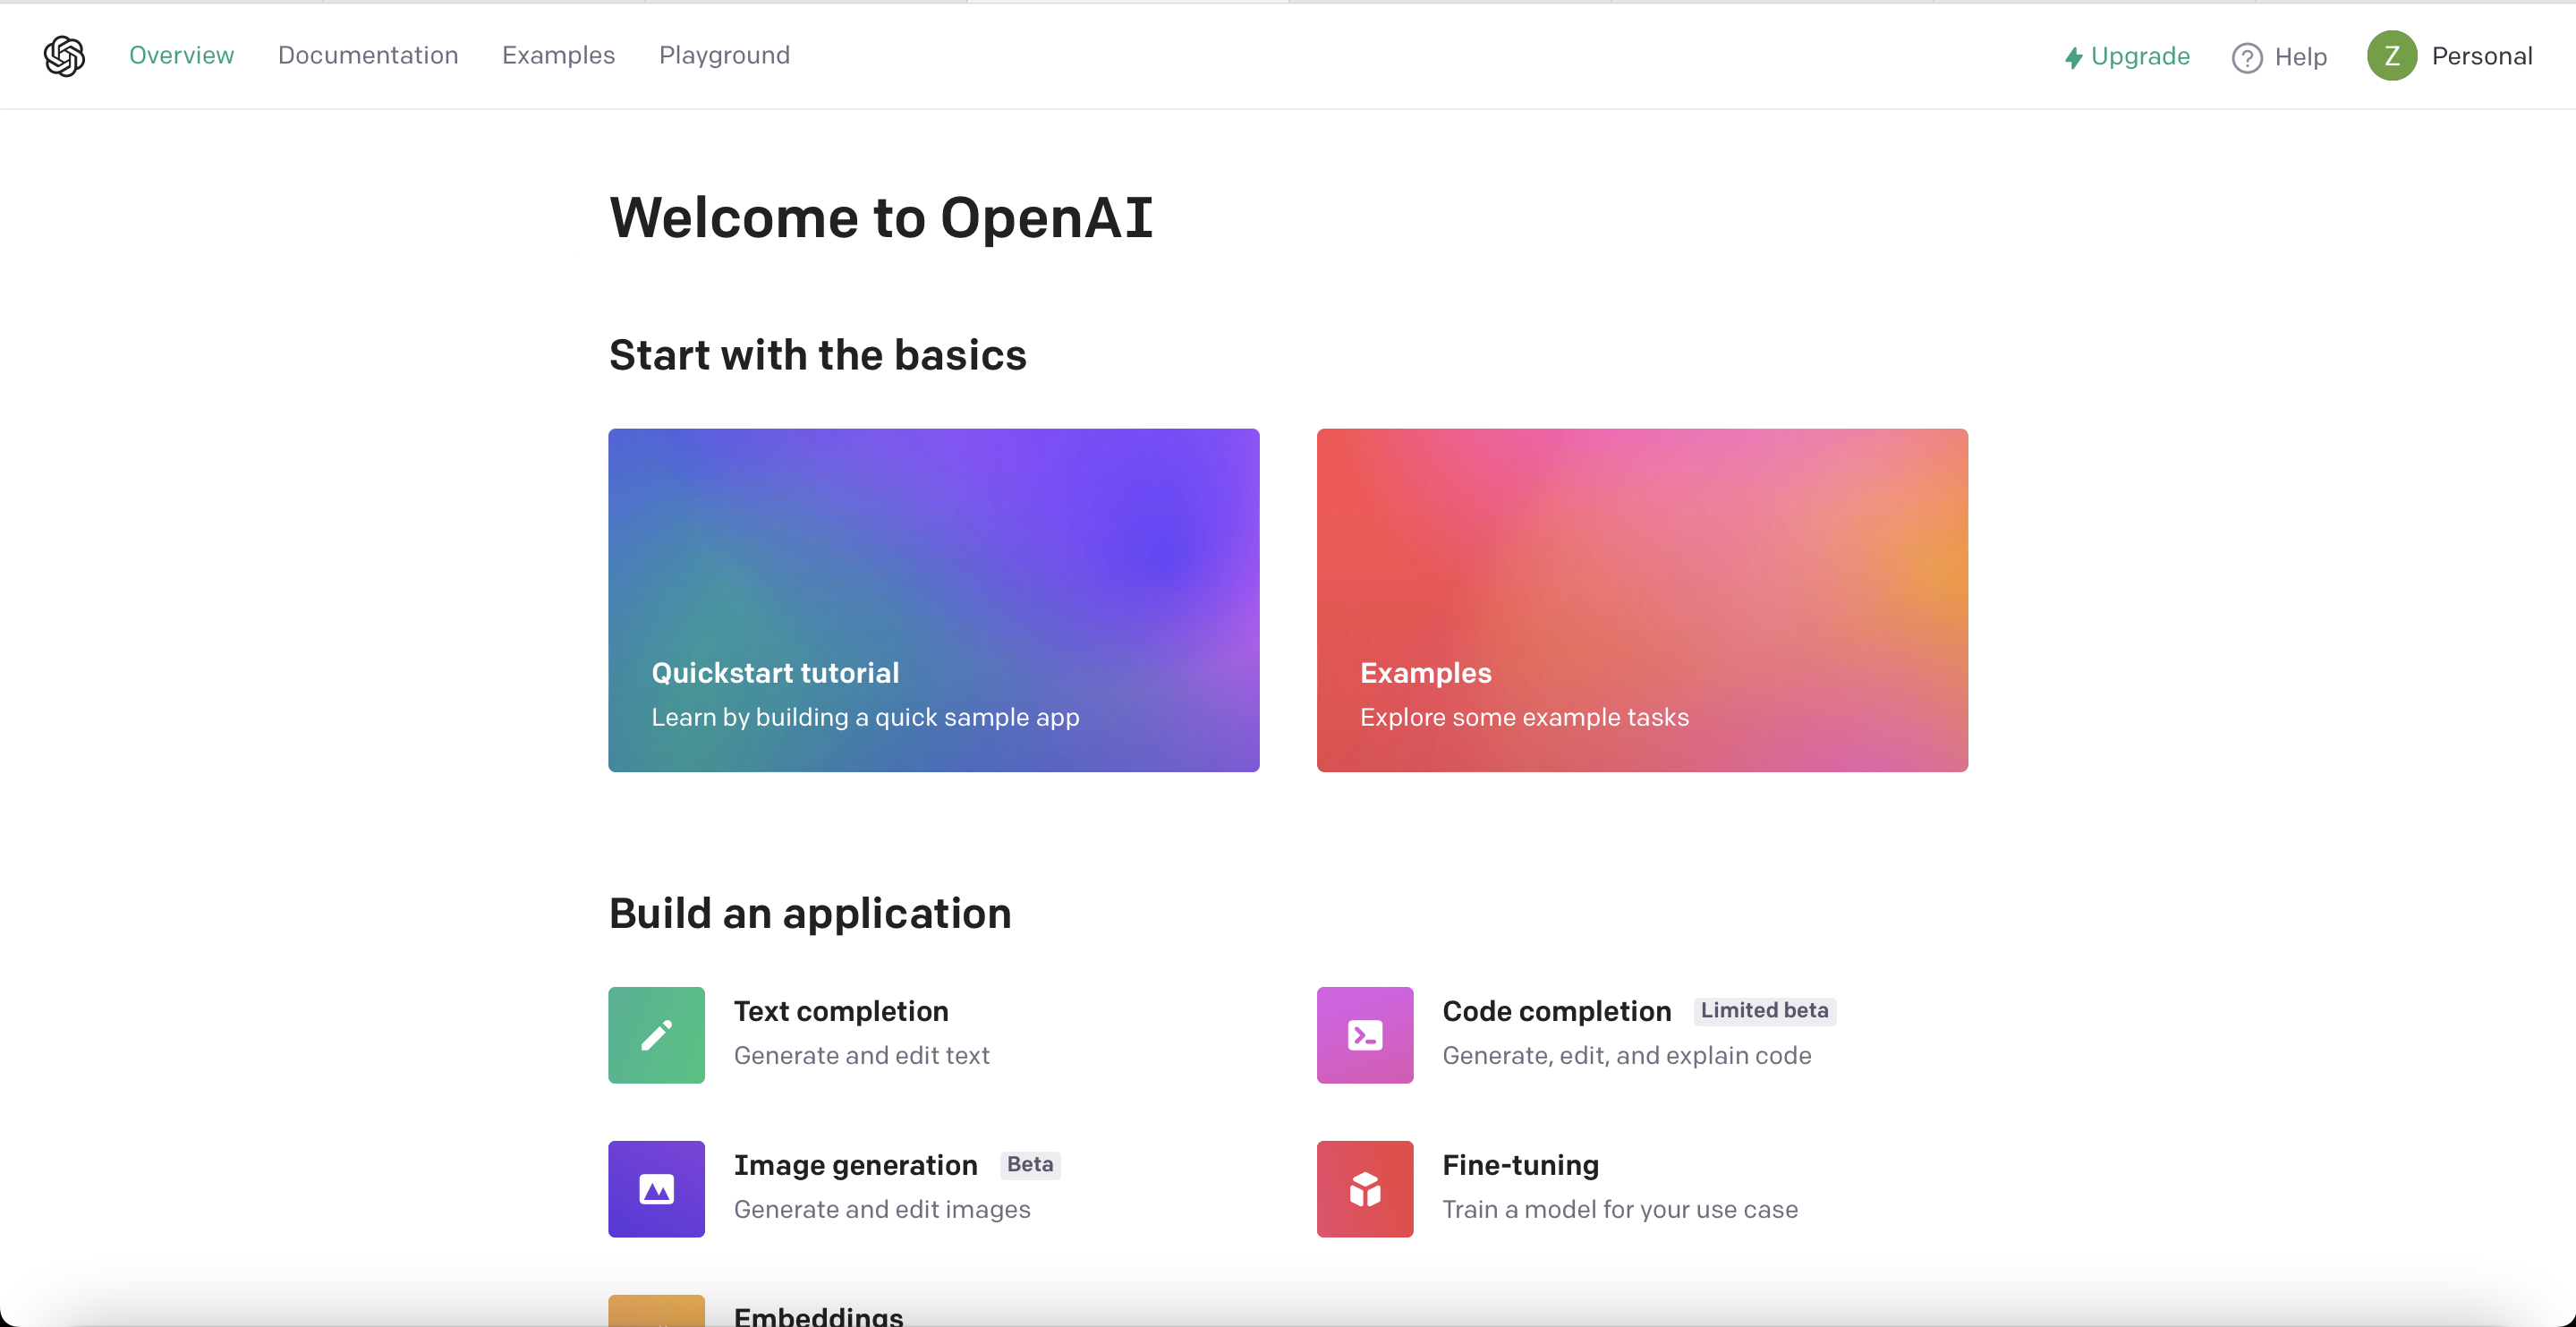 Overview Documentation Examples Playground
Upgrade ? Help Z Personal
Welcome to OpenAI
Start with the basics
Quickstart tutorial
Learn by building a quick sample app
Examples
Explore some example tasks
Build an application
Text completion
Generate and edit text
Code completion Limited beta
Generate, edit, and explain code
Image generation Beta
Generate and edit images
Fine-tuning
Train a model for your use case
Embeddings